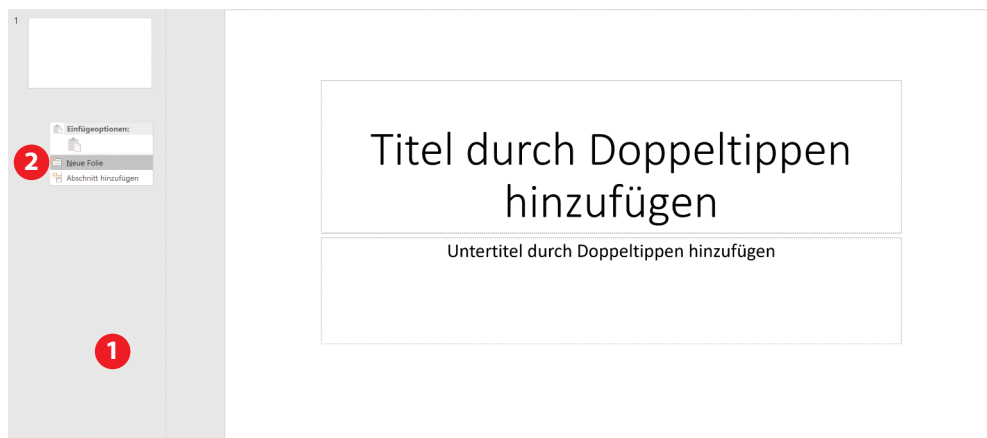 1
Einfügeoptionen:
2
Neue Folie
Abschnitt hinzufügen
1
Titel durch Doppeltippen
hinzufügen
Untertitel durch Doppeltippen hinzufügen